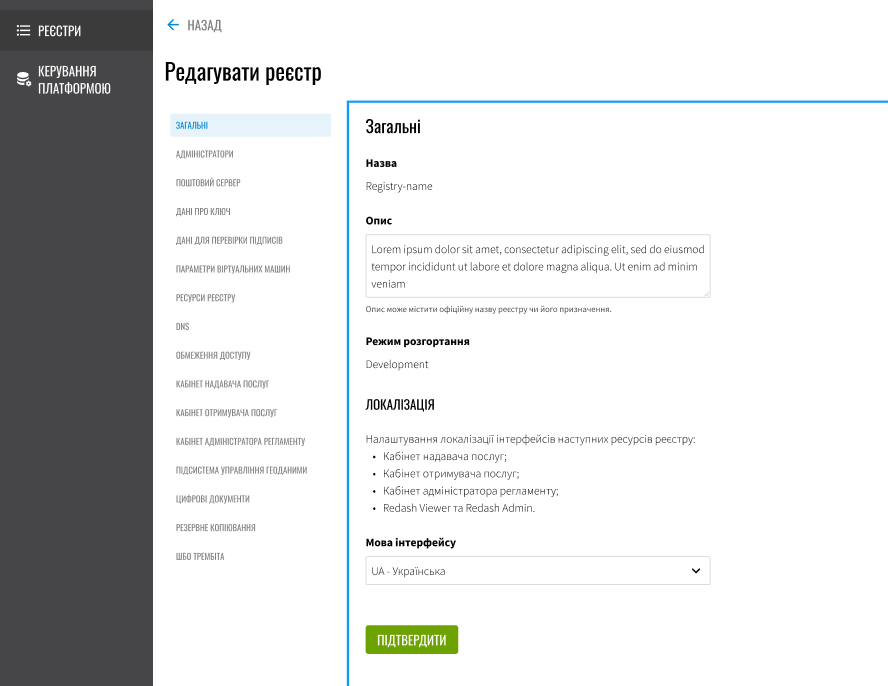 РЕЄСТРИ
КЕРУВАННЯ
ПЛАТФОРМОЮ
НАЗАД
Редагувати реєстр
ЗАГАЛЬНІ
АДМІНІСТРАТОРИ
ПОШТОВИЙ СЕРВЕР
ДАНІ ПРО КЛЮЧ
ДАНІ ДЛЯ ПЕРЕВІРКИ ПІДПИСІВ
ПАРАМЕТРИ ВІРТУАЛЬНИХ МАШИН
РЕСУРСИ РЕЄСТРУ
DNS
ОБМЕЖЕННЯ ДОСТУПУ
КАБІНЕТ НАДАВАЧА ПОСЛУГ
КАБІНЕТ ОТРИМУВАЧА ПОСЛУГ
КАБІНЕТ АДМІНІСТРАТОРА РЕГЛАМЕНТУ
ПІДСИСТЕМА УПРАВЛІННЯ ГЕОДАНИМИ
ЦИФРОВІ ДОКУМЕНТИ
РЕЗЕРВНЕ КОПІЮВАННЯ
ШБО ТРЕМБІТА
Загальні
Назва
Registry-name
Опис
Lorem ipsum dolor sit amet, consectetur adipiscing elit, sed do eiusmod
tempor incididunt ut labore et dolore magna aliqua. Ut enim ad minim
veniam
Опис може містити офіційну назву реєстру чи його призначення.
Режим розгортання
Development
ЛОКАЛІЗАЦІЯ
Налаштування локалізації інтерфейсів наступних ресурсів реєстру:
• Кабінет надавача послуг;
• Кабінет отримувача послуг;
• Кабінет адміністратора регламенту;
• Redash Viewer та Redash Admin.
Мова інтерфейсу
UA - Українська
ПІДТВЕРДИТИ